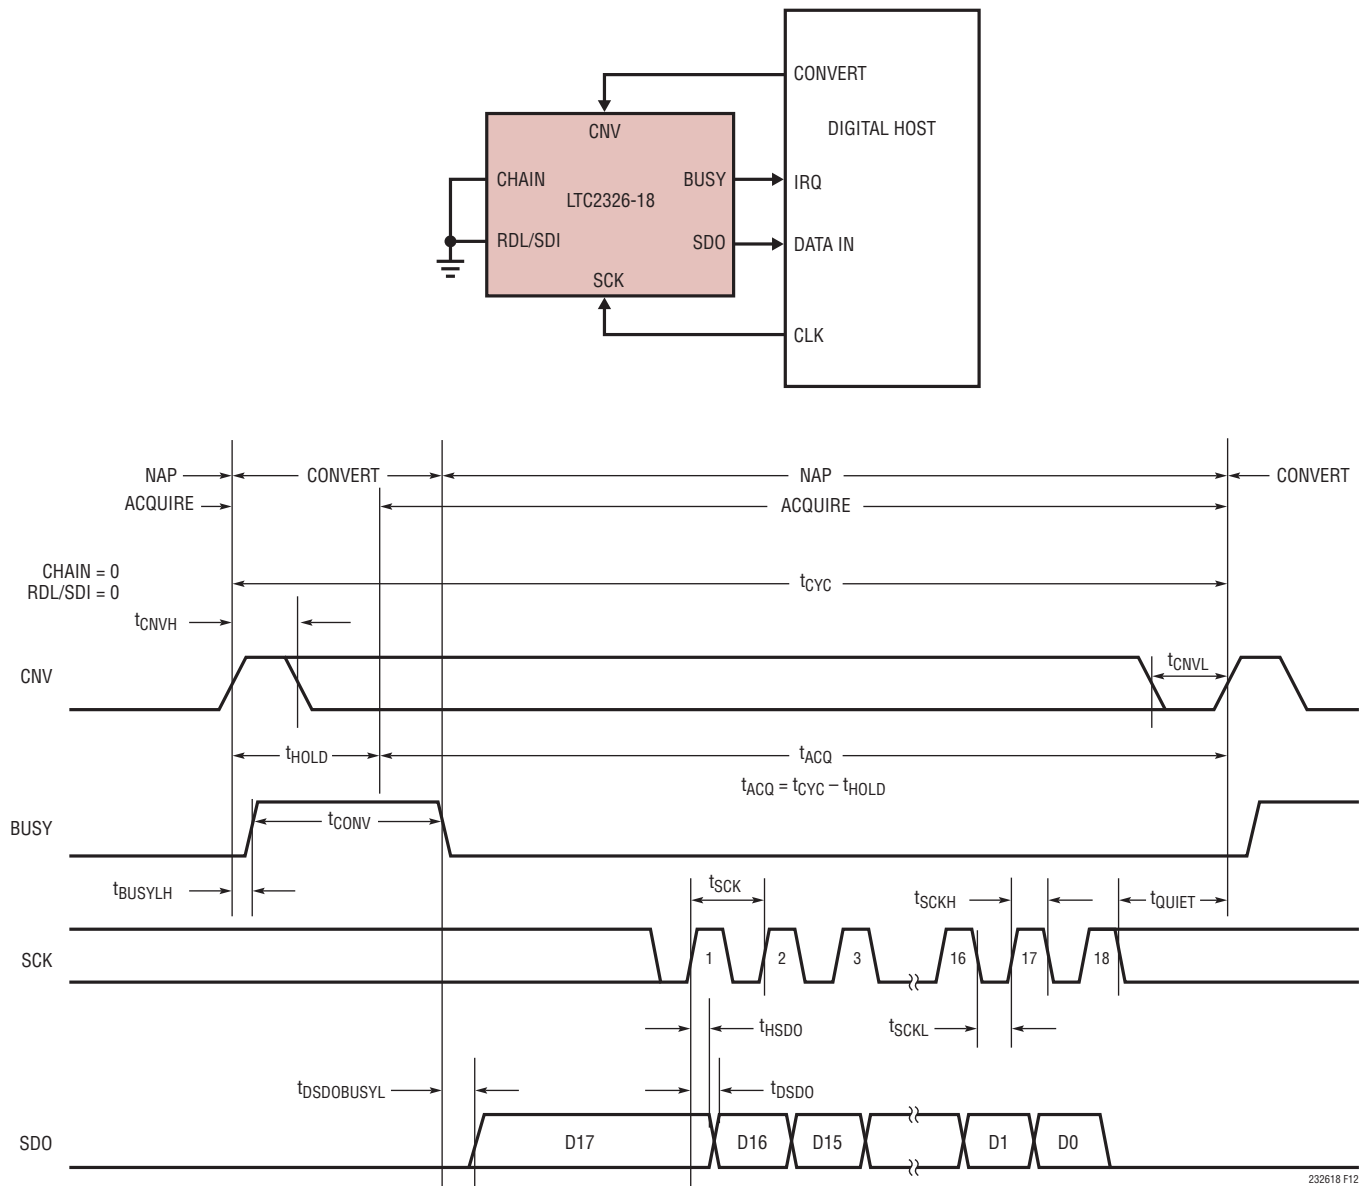 CONVERT
CNV
DIGITAL HOST
CHAIN
BUSY
IRQ
LTC2326-18
RDL/SDI
SDO
DATA IN
SCK
CLK
NAP
CONVERT
NAP
CONVERT
ACQUIRE
ACQUIRE
CHAIN = 0
RDL/SDI = 0
tCYC
tCNVH
CNV
tCNVL
tHOLD
tACQ
tACQ = tCYC – tHOLD
BUSY
tCONV
tBUSYLH
tSCK
tSCKH
tQUIET
SCK
1
2
3
16
17
18
tHSDO
tSCKL
tDSDOBUSYL
tDSDO
SDO
D17
D16
D15
D1
D0
232618 F12